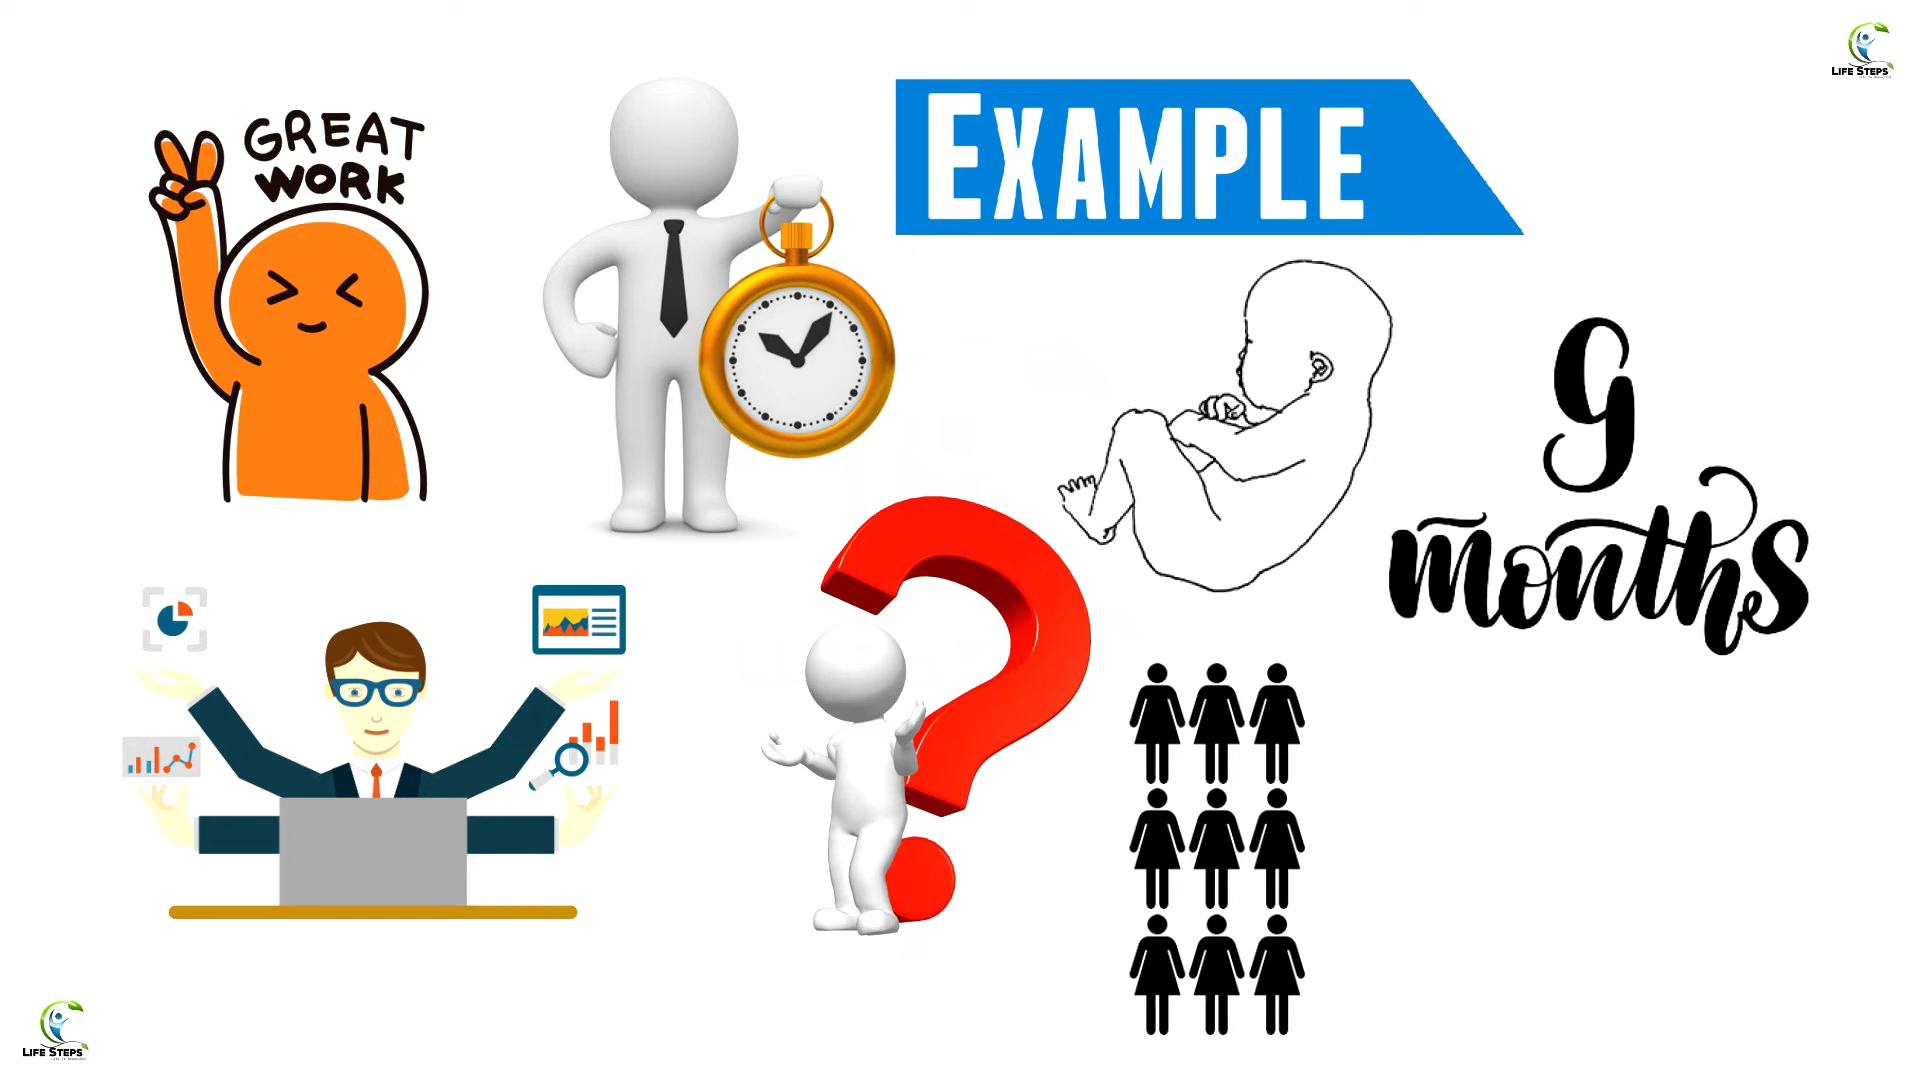 GREAT
WORK
EXAMPLE
9
months
LIFE STEPS
LIFE STEPS